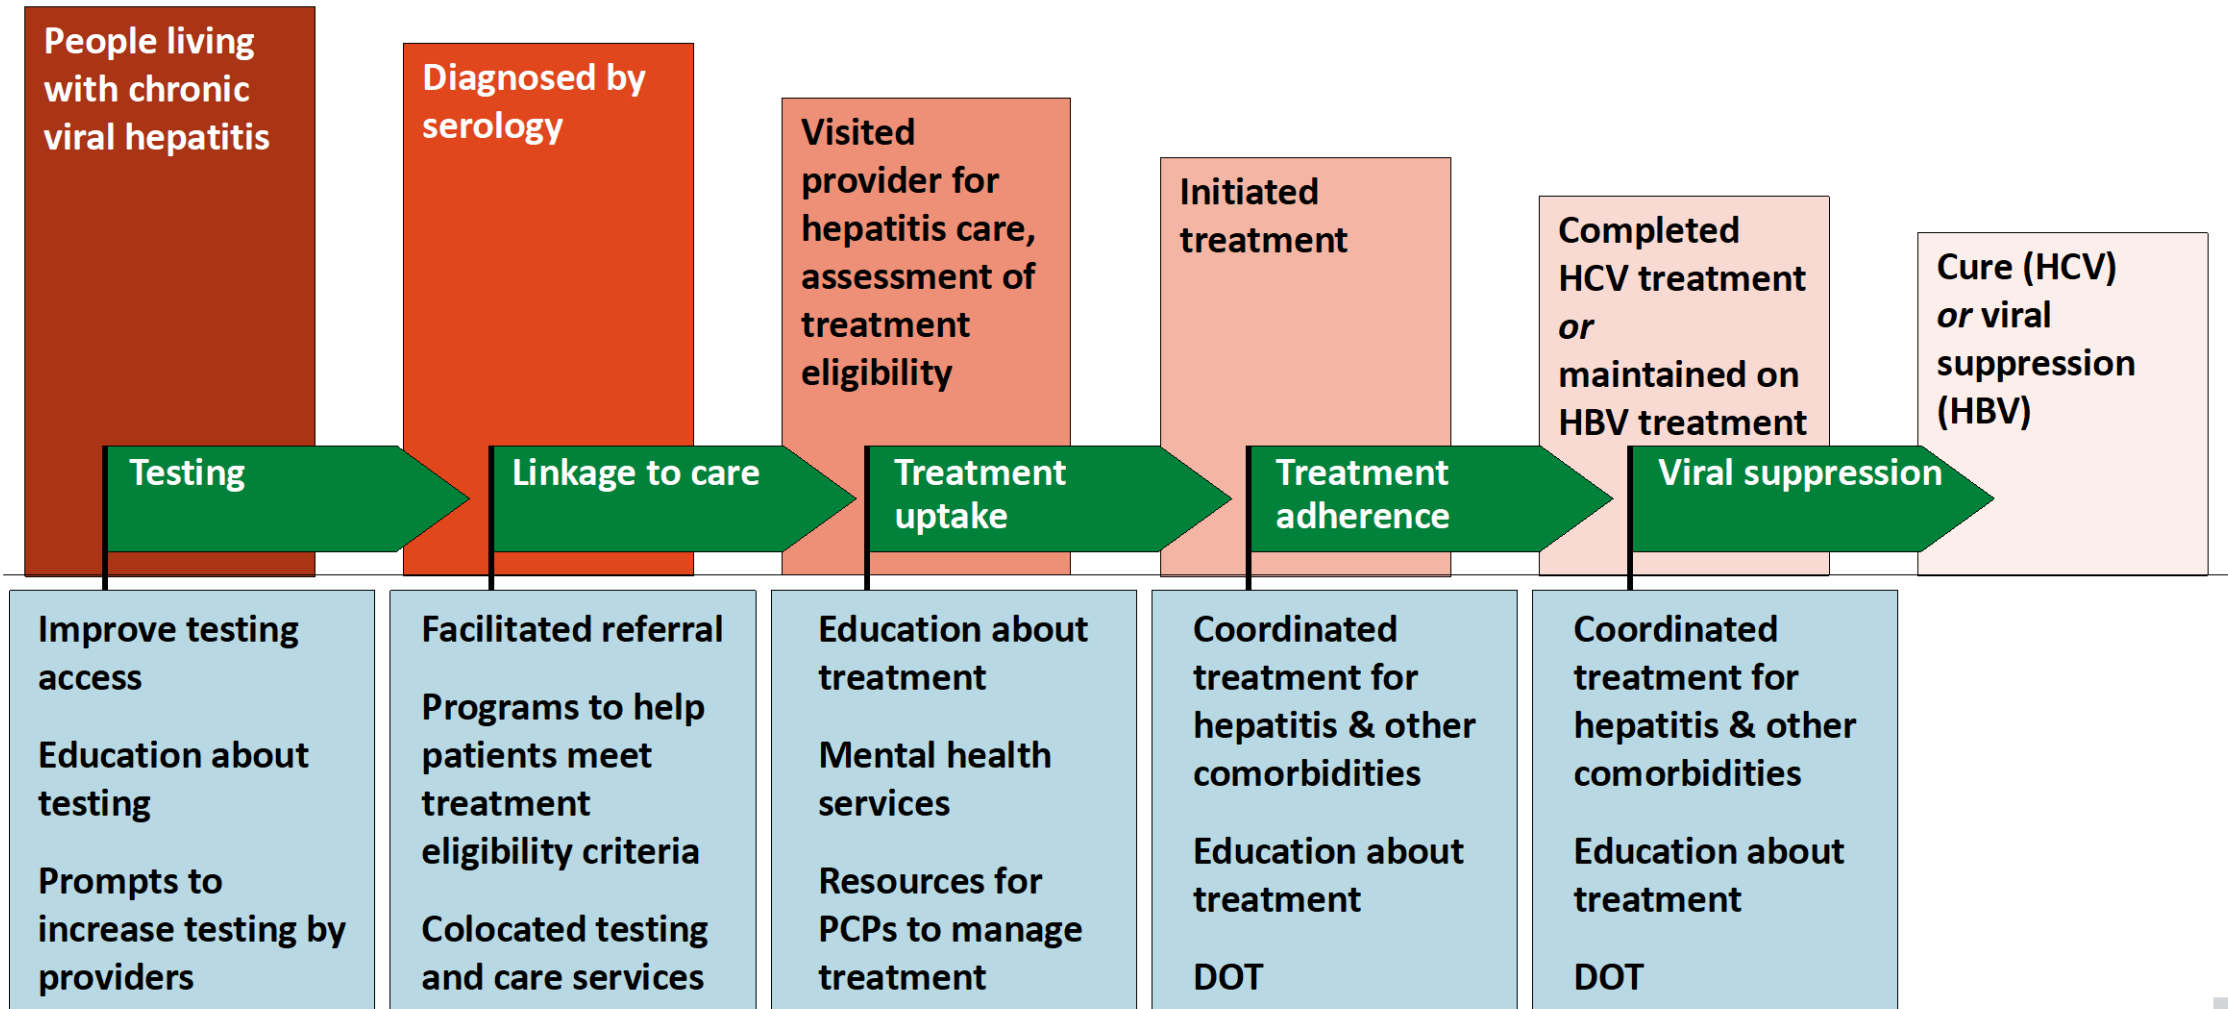 People living
with chronic
viral hepatitis
Diagnosed by
serology
Visited
provider for
hepatitis care,
assessment of
treatment
eligibility
Initiated
treatment
Completed
HCV treatment
or
maintained on
HBV treatment
Cure (HCV)
or viral
suppression
(HBV)
Testing
Linkage to care
Treatment
uptake
Treatment
adherence
Viral suppression
Improve testing
access
Education about
testing
Prompts to
increase testing by
providers
Facilitated referral
Programs to help
patients meet
treatment
eligibility criteria
Colocated testing
and care services
Education about
treatment
Mental health
services
Resources for
PCPs to manage
treatment
Coordinated
treatment for
hepatitis & other
comorbidities
Education about
treatment
DOT
Coordinated
treatment for
hepatitis & other
comorbidities
Education about
treatment
DOT